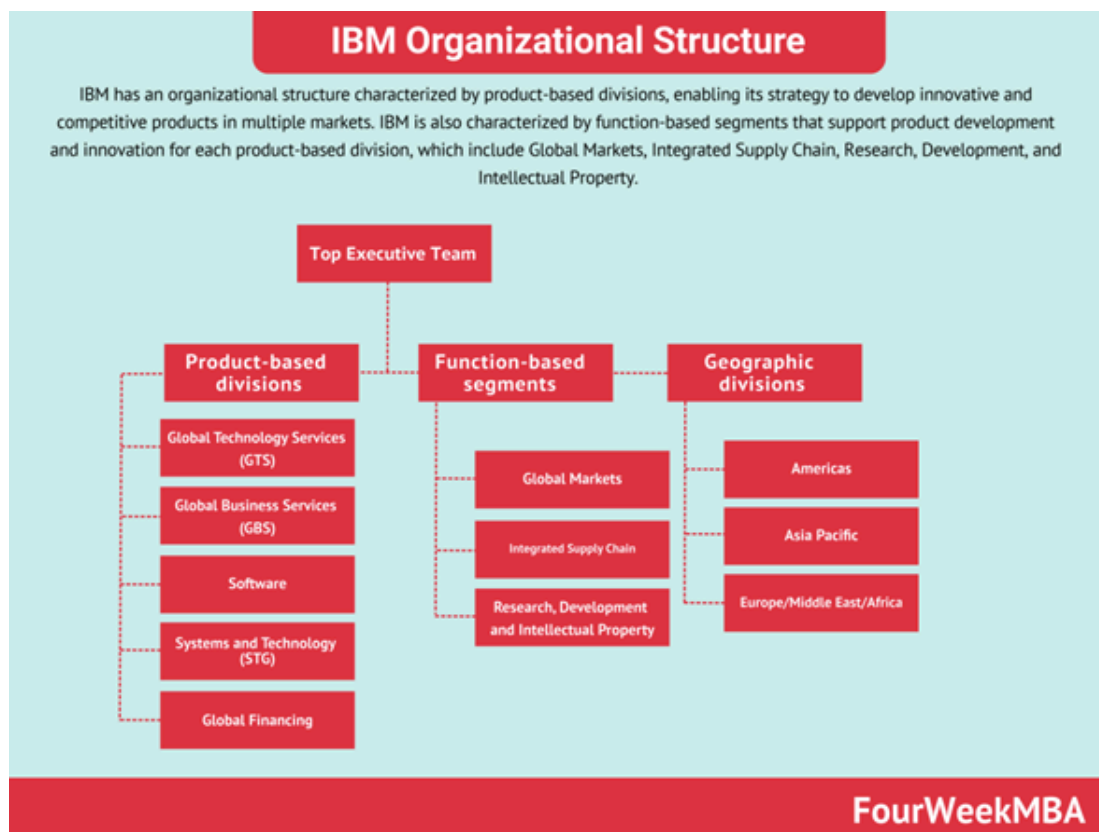 IBM Organizational Structure
IBM has an organizational structure characterized by product-based divisions, enabling its strategy to develop innovative and
competitive products in multiple markets. IBM is also characterized by function-based segments that support product development
and innovation for each product-based division, which include Global Markets, Integrated Supply Chain, Research, Development, and
Intellectual Property.
Top Executive Team
Product-based
divisions
Global Technology Services
(GTS)
Global Business Services
(GBS)
Software
Systems and Technology
(STG)
Global Financing
Function-based
segments
Global Markets
Integrated Supply Chain
Research, Development
and Intellectual Property
Geographic
divisions
Americas
Asia Pacific
Europe/Middle East/Africa
FourWeekMBA